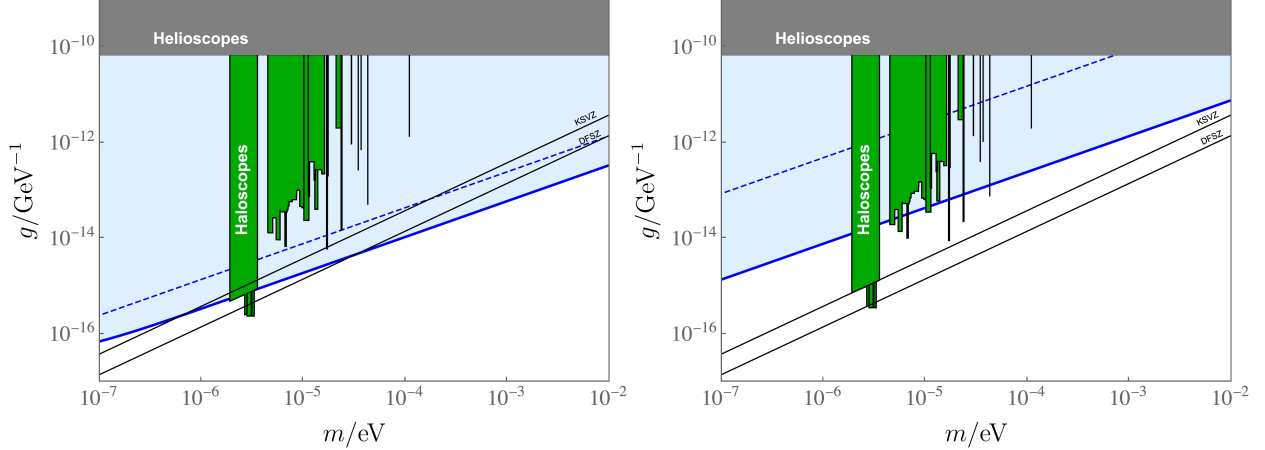 Helioscopes
Haloscopes
KSVZ
DFSZ
10⁻¹⁰
10⁻¹²
10⁻¹⁴
10⁻¹⁶
g/GeV⁻¹
10⁻⁷ 10⁻⁶ 10⁻⁵ 10⁻⁴ 10⁻³ 10⁻²
m/eV
Helioscopes
Haloscopes
KSVZ
DFSZ
10⁻¹⁰
10⁻¹²
10⁻¹⁴
10⁻¹⁶
g/GeV⁻¹
10⁻⁷ 10⁻⁶ 10⁻⁵ 10⁻⁴ 10⁻³ 10⁻²
m/eV